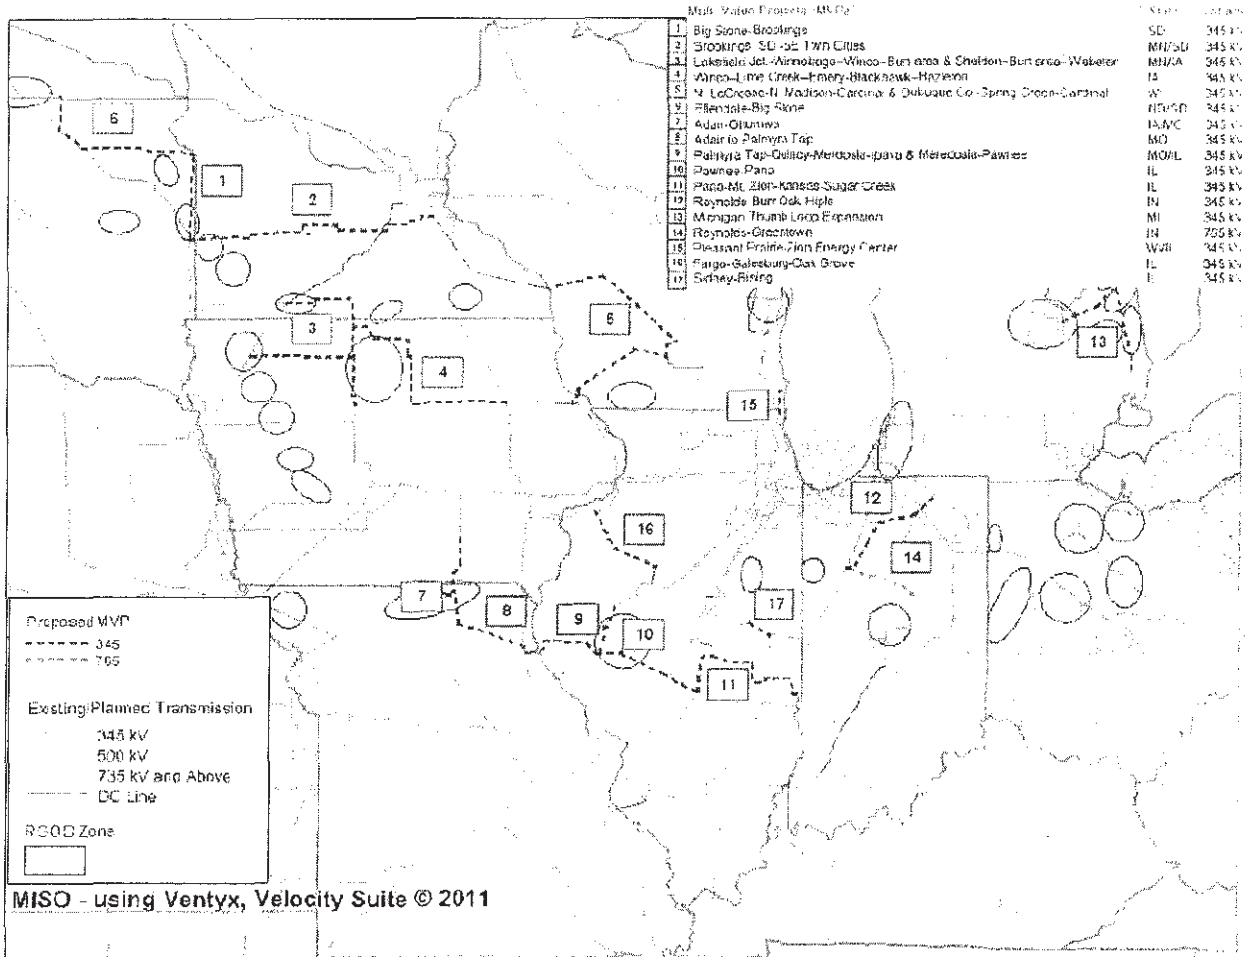 1 Big Stone-Brookings SD 345 kV
2 Brookings, SD-SE Twin Cities MN/SD 345 kV
3 Lakefield Jct.-Winnebago-Winco-Burt area & Sheldon-Burt area-Webster MN/IA 345 kV
4 Winco-Lime Creek-Emery-Blackhawk-Hazleton IA 345 kV
5 N. LaCrosse-N. Madison-Cardinal & Dubuque Co-Spring Green-Cardinal 345 kV
Ellendale-Big Stone ND/SD 345 kV
7 Adair-Ottumwa 345 kV
8 Adair to Palmyra Tap MO 345 kV
9 Palmyra Tap-Quincy-Meredosia-Ipava & Meredosia-Pawnee MO/IL 345 kV
10 Pawnee-Pana IL 345 kV
11 Pana-Mt. Zion-Kansas-Sugar Creek IL 345 kV
12 Reynolds-Burr Oak-Hiple IN 345 kV
13 Michigan Thumb Loop Expansion MI 345 kV
14 Reynolds-Greentown IN 765 kV
15 Pleasant Prairie-Zion Energy Center WI/IL 345 kV
16 Fargo-Galesburg-Oak Grove IL 345 kV
17 Sidney-Rising IL 345 kV
6
1
2
3
4
5
13
15
12
16
14
7
8
9
10
17
11
Proposed MVP
345
765
Existing/Planned Transmission
345 kV
500 kV
735 kV and Above
DC Line
Zone
MISO - using Ventyx, Velocity Suite © 2011